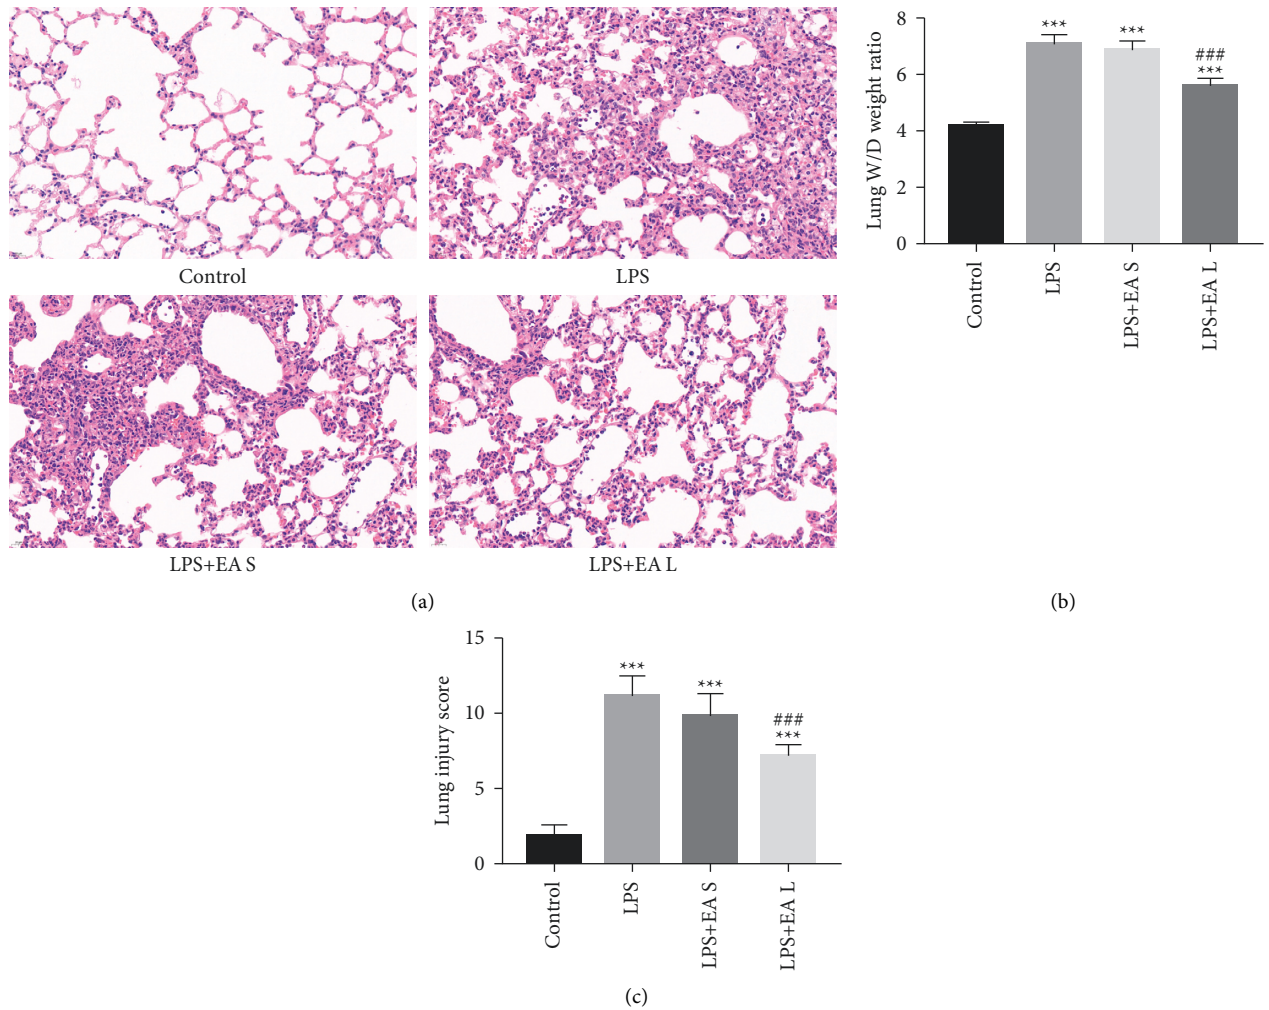 Control
LPS
LPS+EA S
LPS+EA L
(a)
Lung W/D weight ratio
8
6
4
2
0
***
***
###
***
Control
LPS
LPS+EA S
LPS+EA L
(b)
Lung injury score
15
10
5
0
***
***
###
***
Control
LPS
LPS+EA S
LPS+EA L
(c)